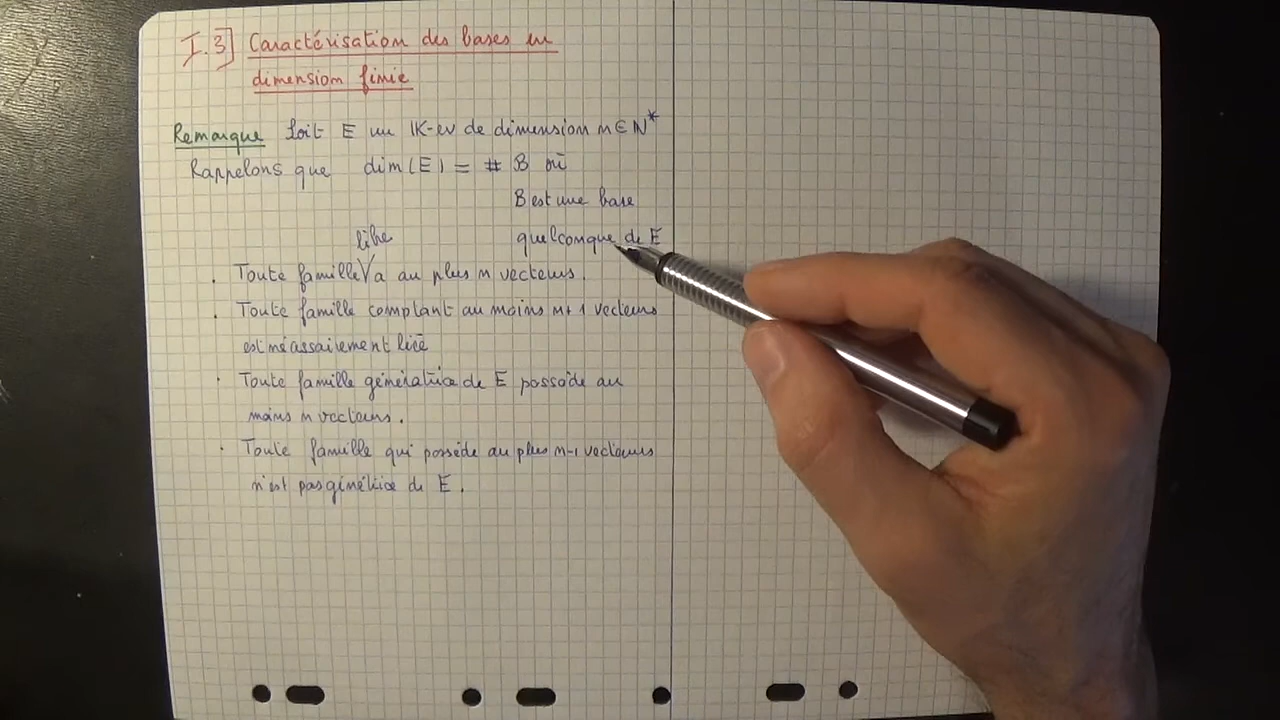 I.3] Caractérisation des bases en
dimension finie
Remarque Soit E un IK-ev de dimension n∈N*
Rappelons que dim(E) = # B où
B est une base
quelconque de E
libre
. Toute famille √a au plus n vecteurs.
. Toute famille comptant au moins n+1 vecteurs
est nécessairement liée
. Toute famille génératrice de E possède au
moins n vecteurs.
. Toute famille qui possède au plus n-1 vecteurs
n'est pas génétrice de E.